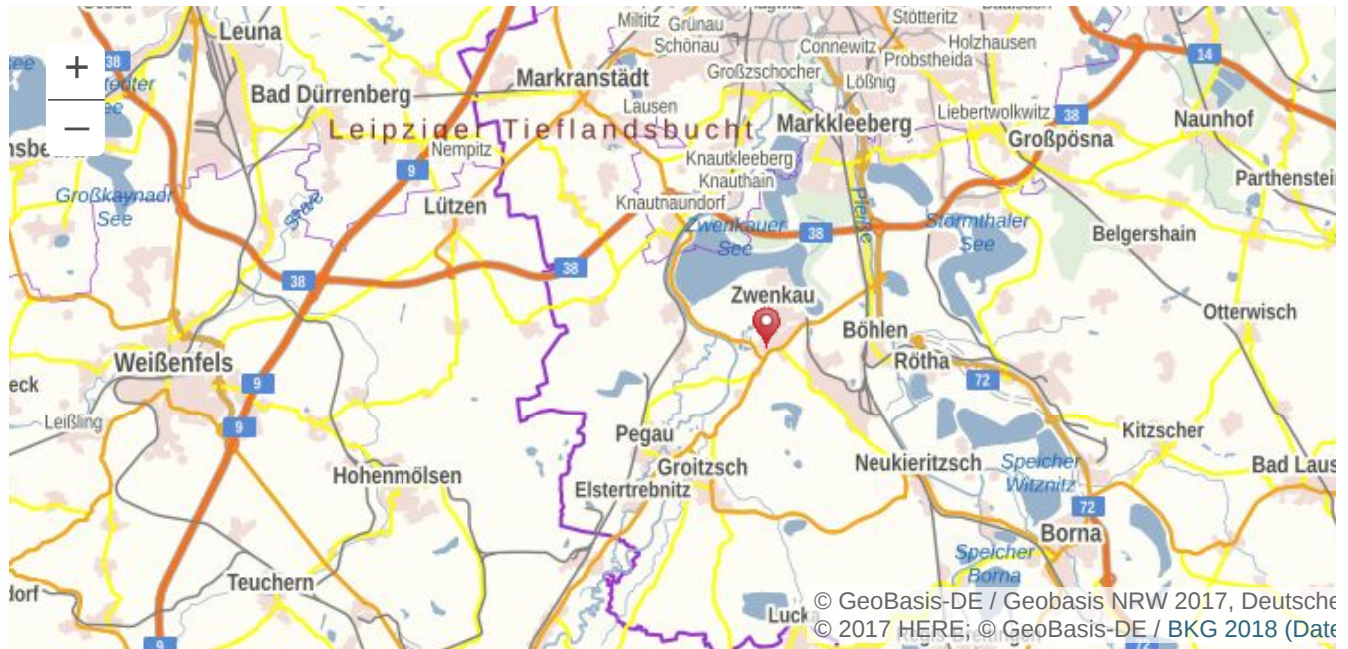 Leuna
Miltitz
Grünau
Schönau
Stötteritz
Connewitz
Holzhausen
Probstheida
14
38
+
−
Bad Dürrenberg
Markranstädt
Großzschocher
Lößnig
Lausen
Liebertwolkwitz
38
Naunhof
Leipziger Tieflandsbucht
Markkleeberg
Großpösna
Nempitz
9
Knautkleeberg
Knauthain
Großkaynaer
See
Knautnaundorf
Lützen
Saale
Pleiße
Zwenkauer
See
38
Störmthaler
See
Belgershain
38
38
Zwenkau
Otterwisch
Böhlen
Rötha
Weißenfels
9
72
Leißling
9
Pegau
Kitzscher
Groitzsch
Neukieritzsch
Speicher
Witznitz
Hohenmölsen
Elstertrebnitz
72
Borna
Speicher
Borna
Teuchern
Lucka
9
72
© GeoBasis-DE / Geobasis NRW 2017, Deutsche
© 2017 HERE; © GeoBasis-DE / BKG 2018 (Date